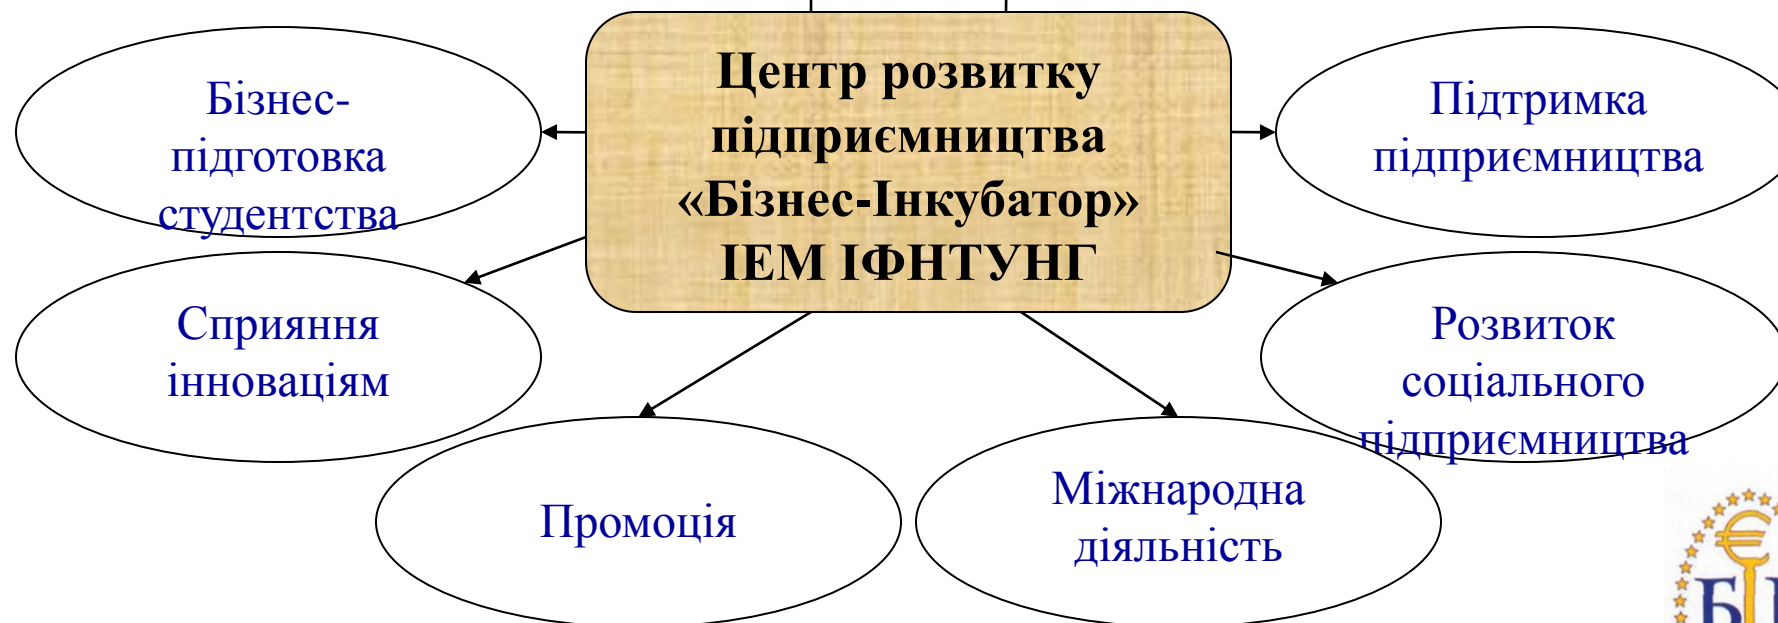 Центр розвитку
підприємництва
«Бізнес-Інкубатор»
ІЕМ ІФНТУНГ
Бізнес-
підготовка
студентства
Підтримка
підприємництва
Сприяння
інноваціям
Розвиток
соціального
підприємництва
Промоція
Міжнародна
діяльність